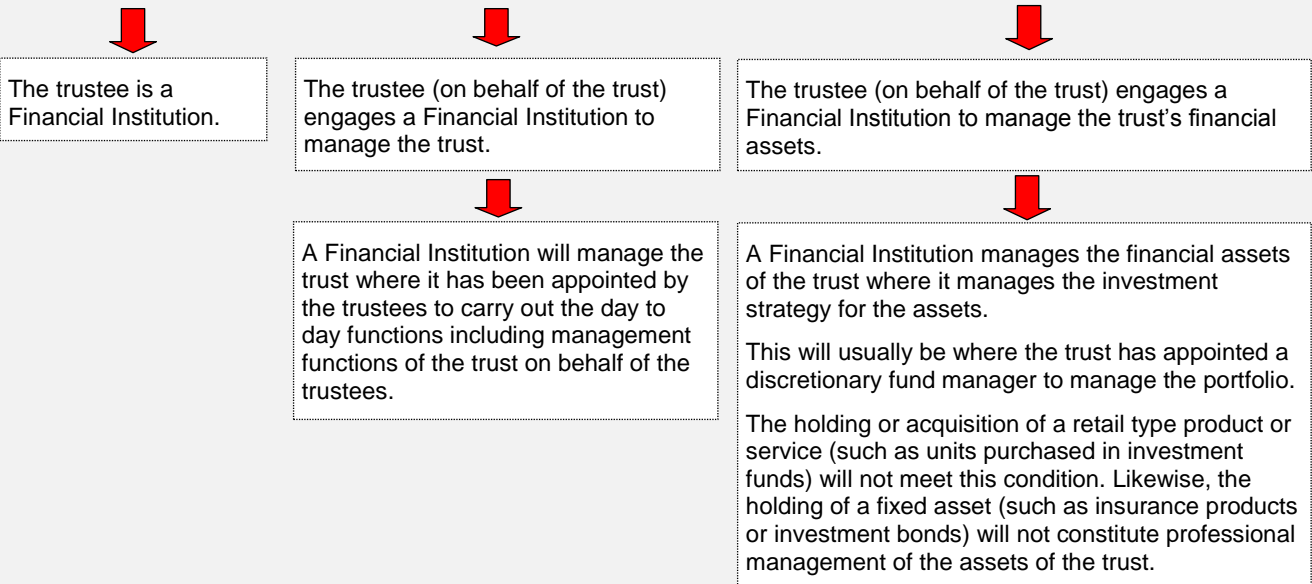 The trustee is a
Financial Institution.
The trustee (on behalf of the trust)
engages a Financial Institution to
manage the trust.
The trustee (on behalf of the trust) engages a
Financial Institution to manage the trust’s financial
assets.
A Financial Institution will manage the
trust where it has been appointed by
the trustees to carry out the day to
day functions including management
functions of the trust on behalf of the
trustees.
A Financial Institution manages the financial assets
of the trust where it manages the investment
strategy for the assets.
This will usually be where the trust has appointed a
discretionary fund manager to manage the portfolio.
The holding or acquisition of a retail type product or
service (such as units purchased in investment
funds) will not meet this condition. Likewise, the
holding of a fixed asset (such as insurance products
or investment bonds) will not constitute professional
management of the assets of the trust.